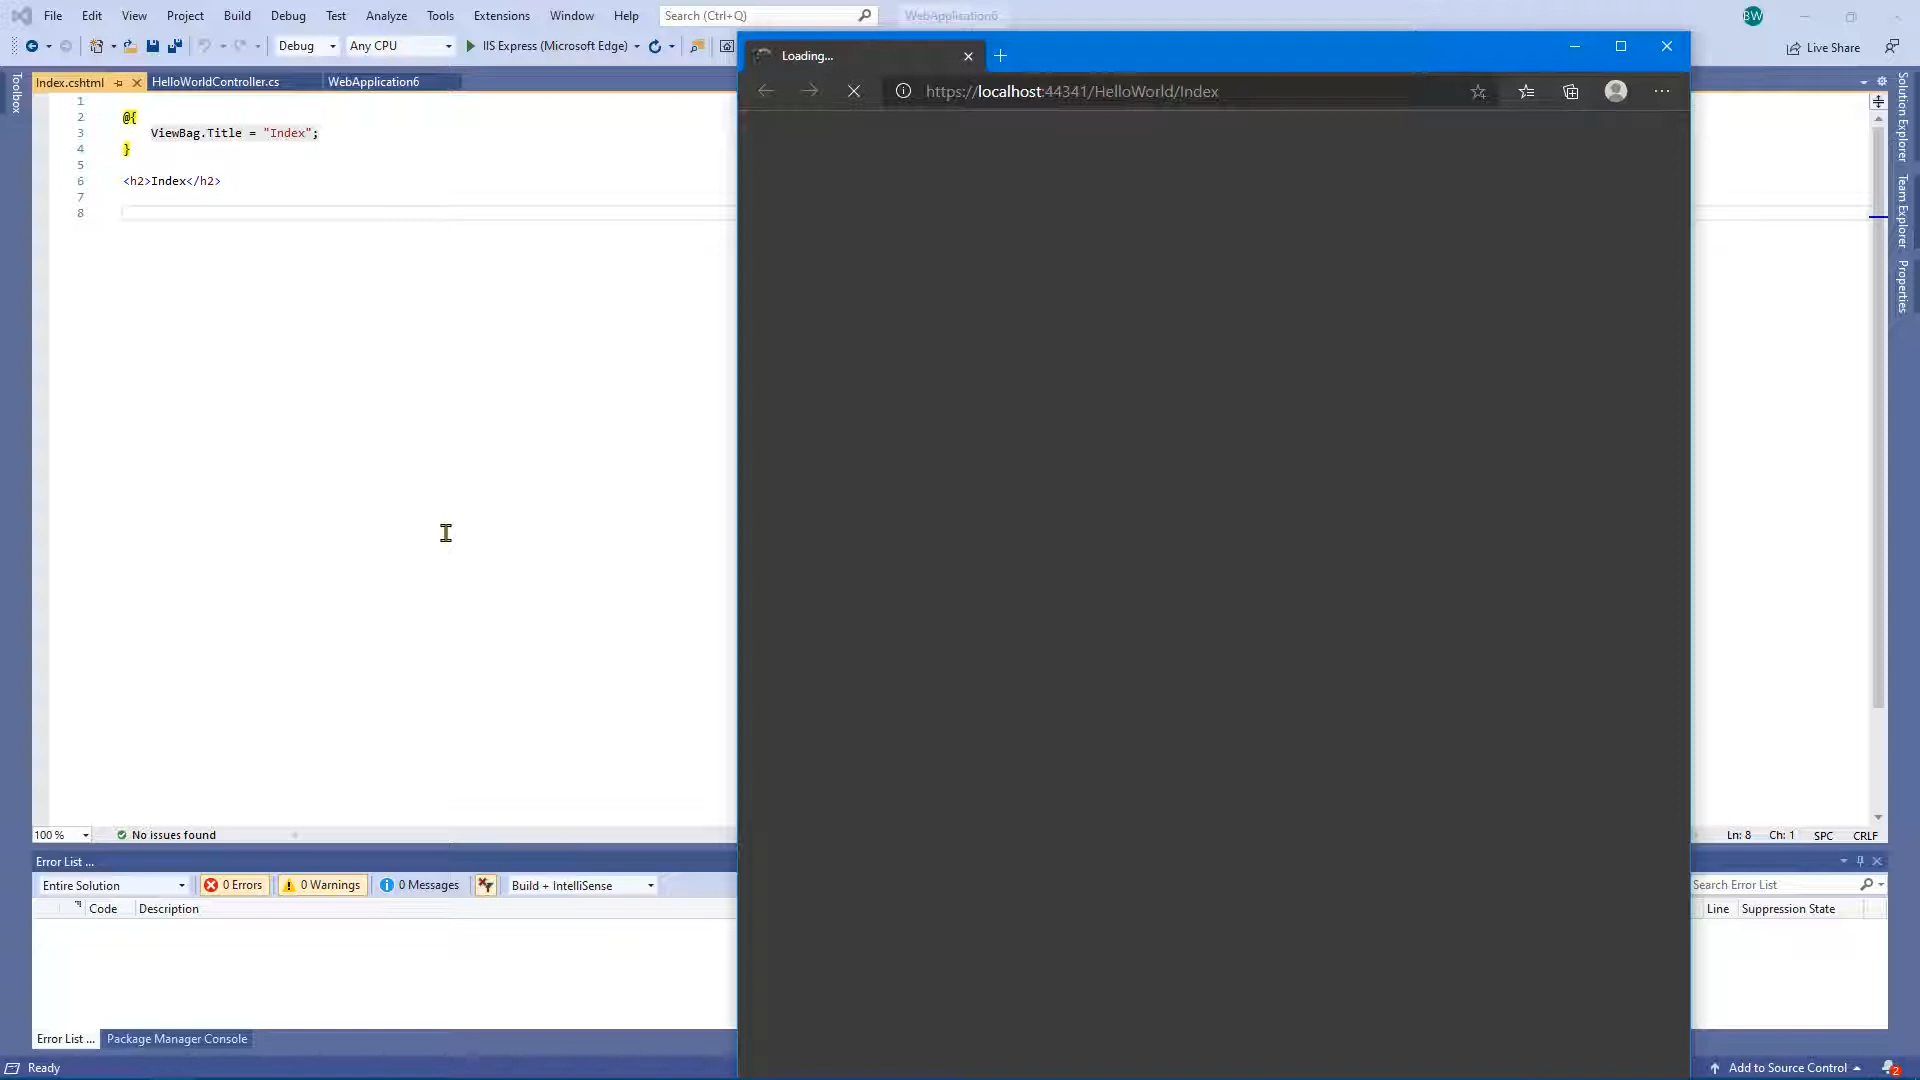 File Edit View Project Build Debug Test Analyze Tools Extensions Window Help Search (Ctrl+Q) WebApplication6 BW
Debug Any CPU IIS Express (Microsoft Edge) Live Share
Toolbox
Index.cshtml HelloWorldController.cs WebApplication6
Loading...
https://localhost:44341/HelloWorld/Index
1
2 @{
3 ViewBag.Title = "Index";
4 }
5
6 <h2>Index</h2>
7
8
Solution Explorer
Team Explorer
Properties
100 % No issues found Ln: 8 Ch: 1 SPC CRLF
Error List ...
Entire Solution 0 Errors 0 Warnings 0 Messages Build + IntelliSense Search Error List
Code Description Line Suppression State
Error List ... Package Manager Console
Ready Add to Source Control 2